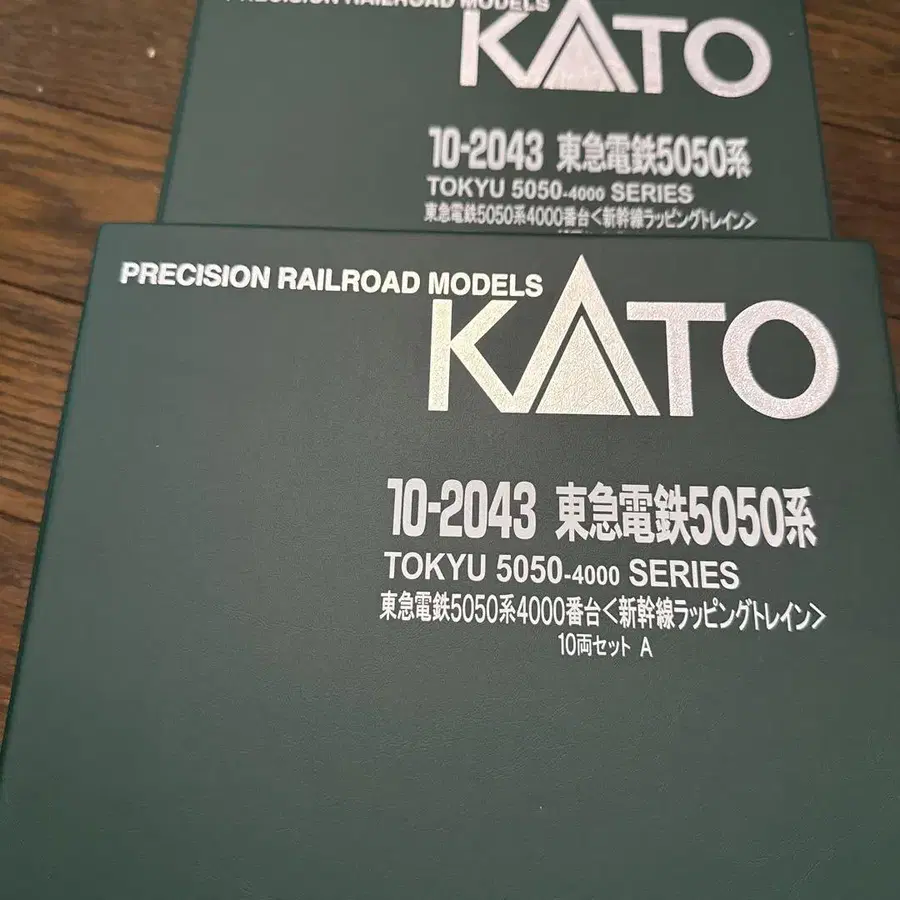 PRECISION RAILROAD MODELS
KATO
10-2043 東急電鉄5050系
TOKYU 5050-4000 SERIES
東急電鉄5050系4000番台<新幹線ラッピングトレイン>
PRECISION RAILROAD MODELS
KATO
10-2043 東急電鉄5050系
TOKYU 5050-4000 SERIES
東急電鉄5050系4000番台<新幹線ラッピングトレイン>
10両セット A